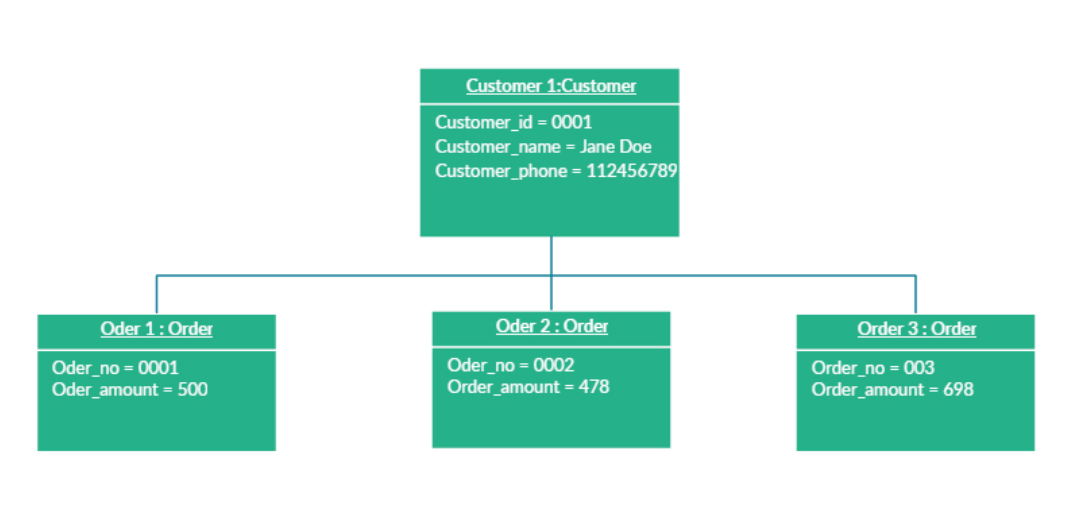 Customer 1:Customer
Customer_id = 0001
Customer_name = Jane Doe
Customer_phone = 112456789
Oder 1 : Order
Oder_no = 0001
Oder_amount = 500
Oder 2 : Order
Oder_no = 0002
Order_amount = 478
Order 3 : Order
Order_no = 003
Order_amount = 698